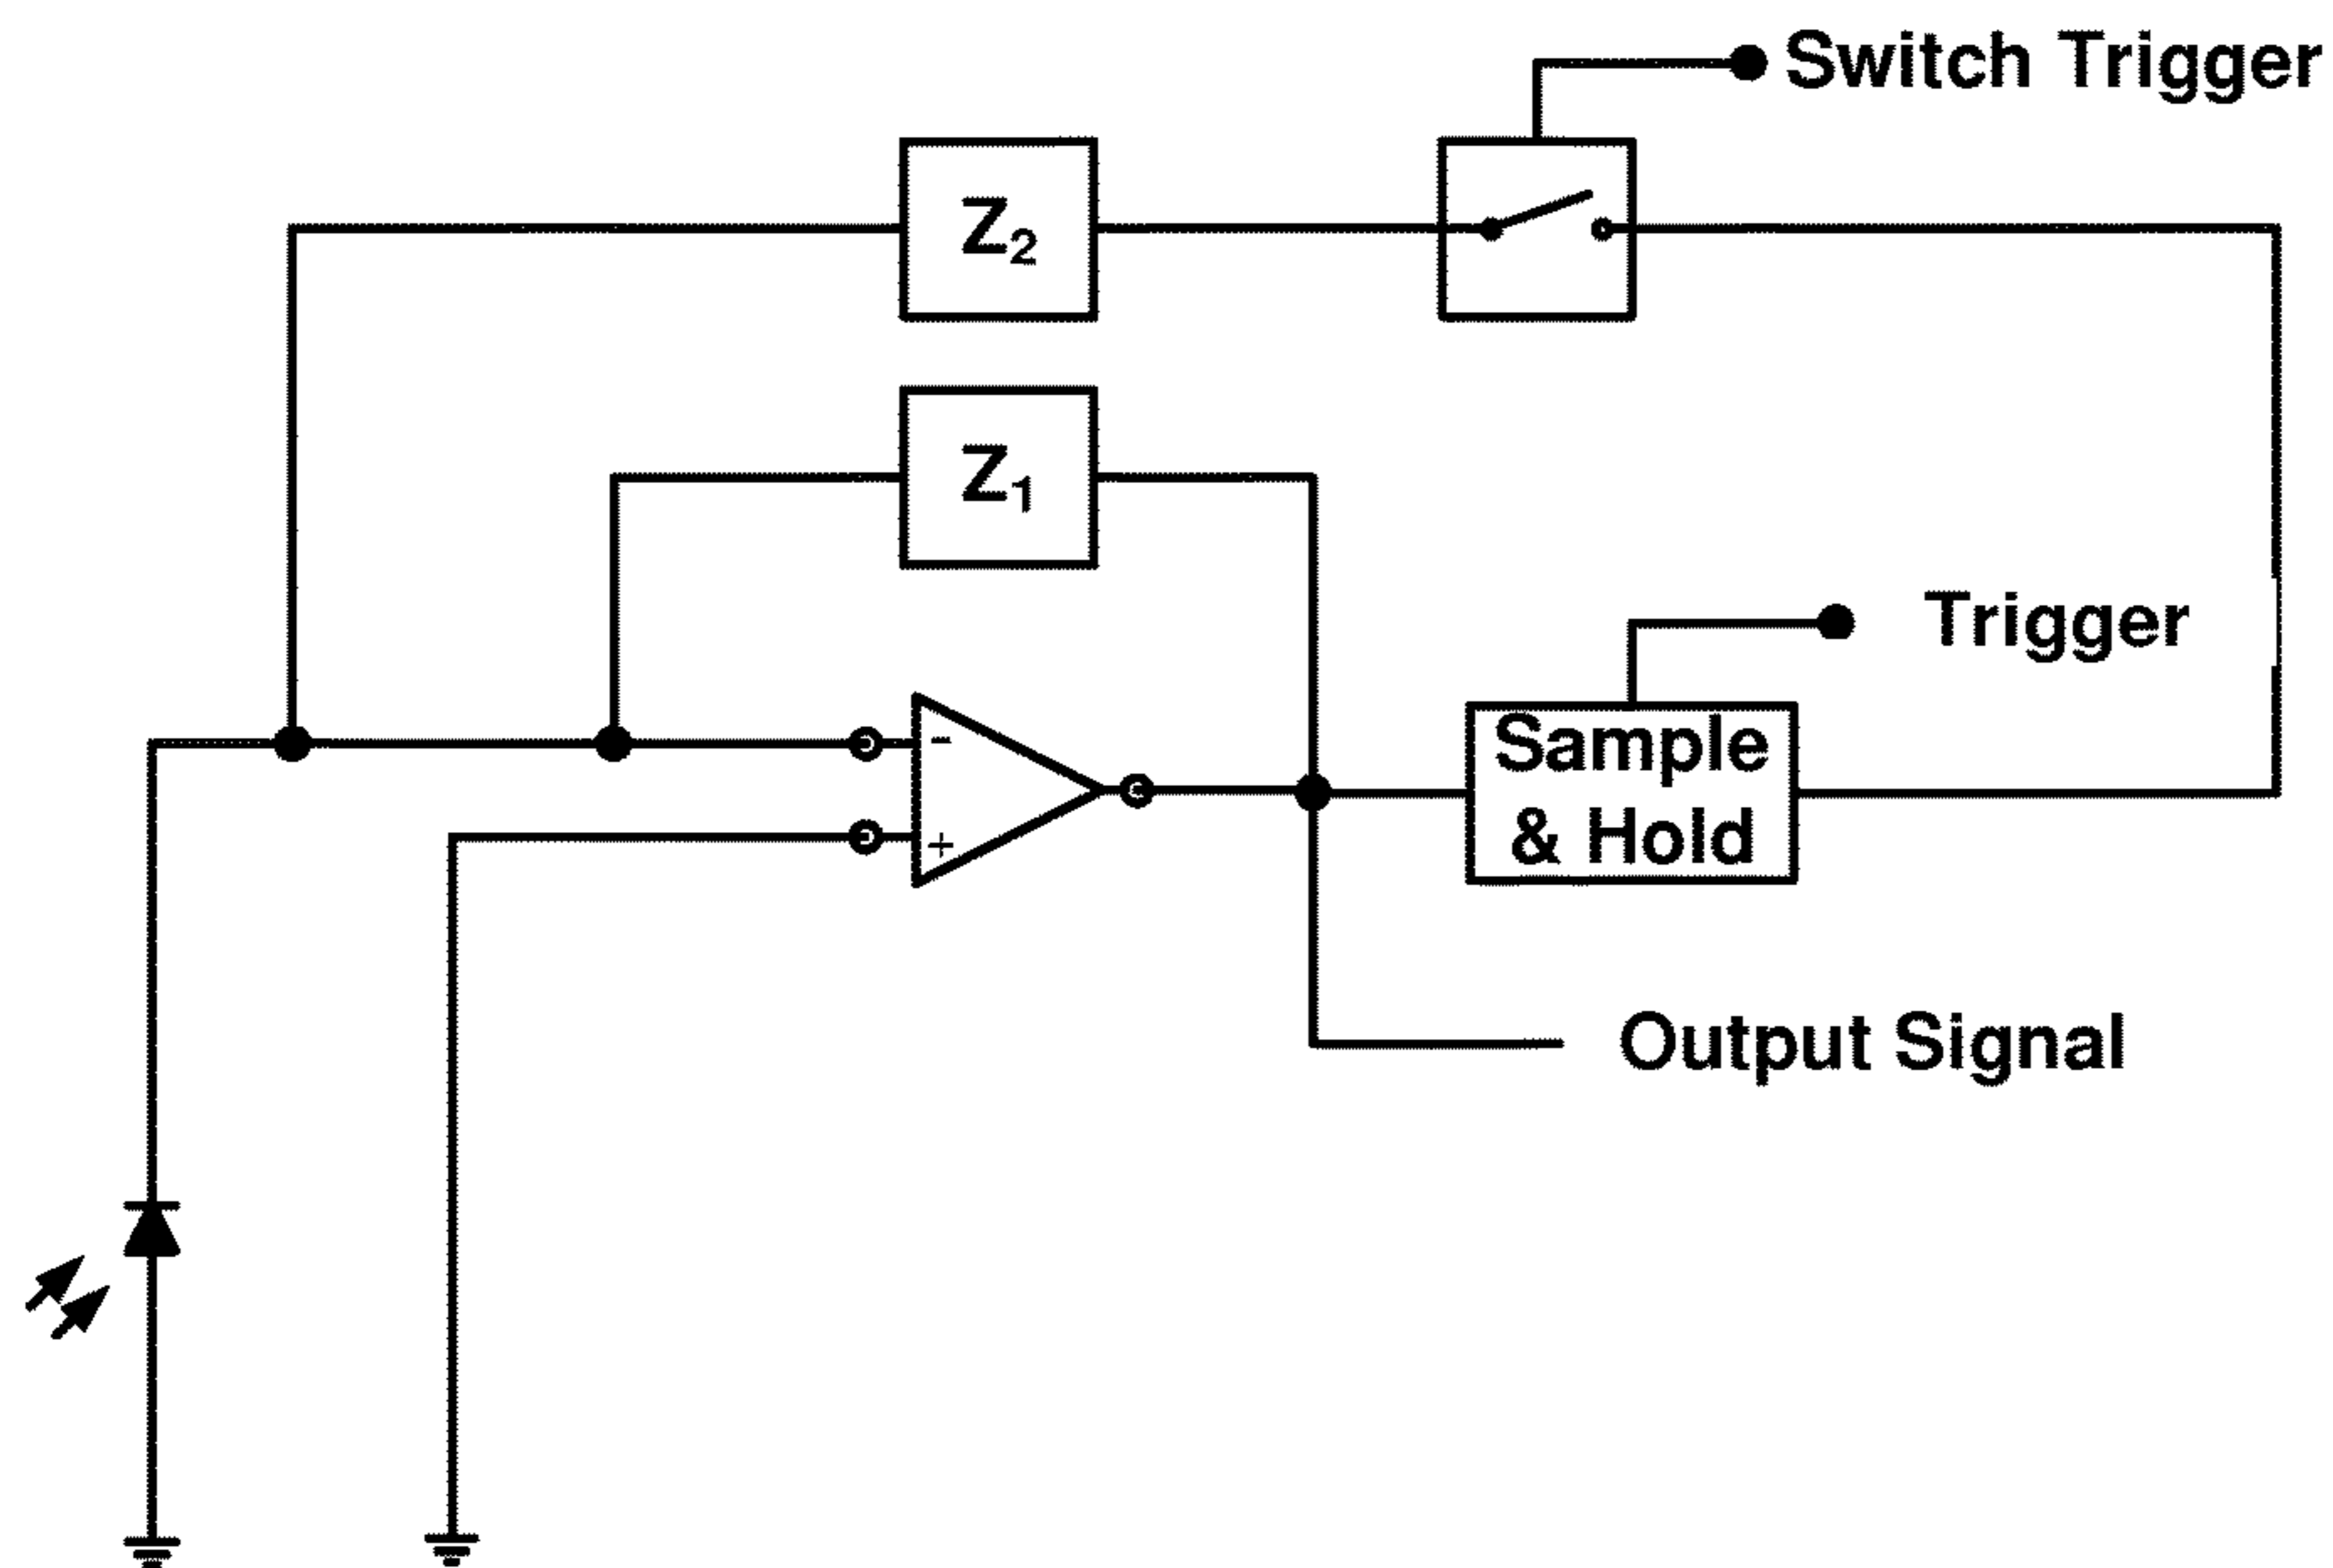 Switch Trigger
Z2
Z1
Trigger
-
+
Sample
& Hold
Output Signal